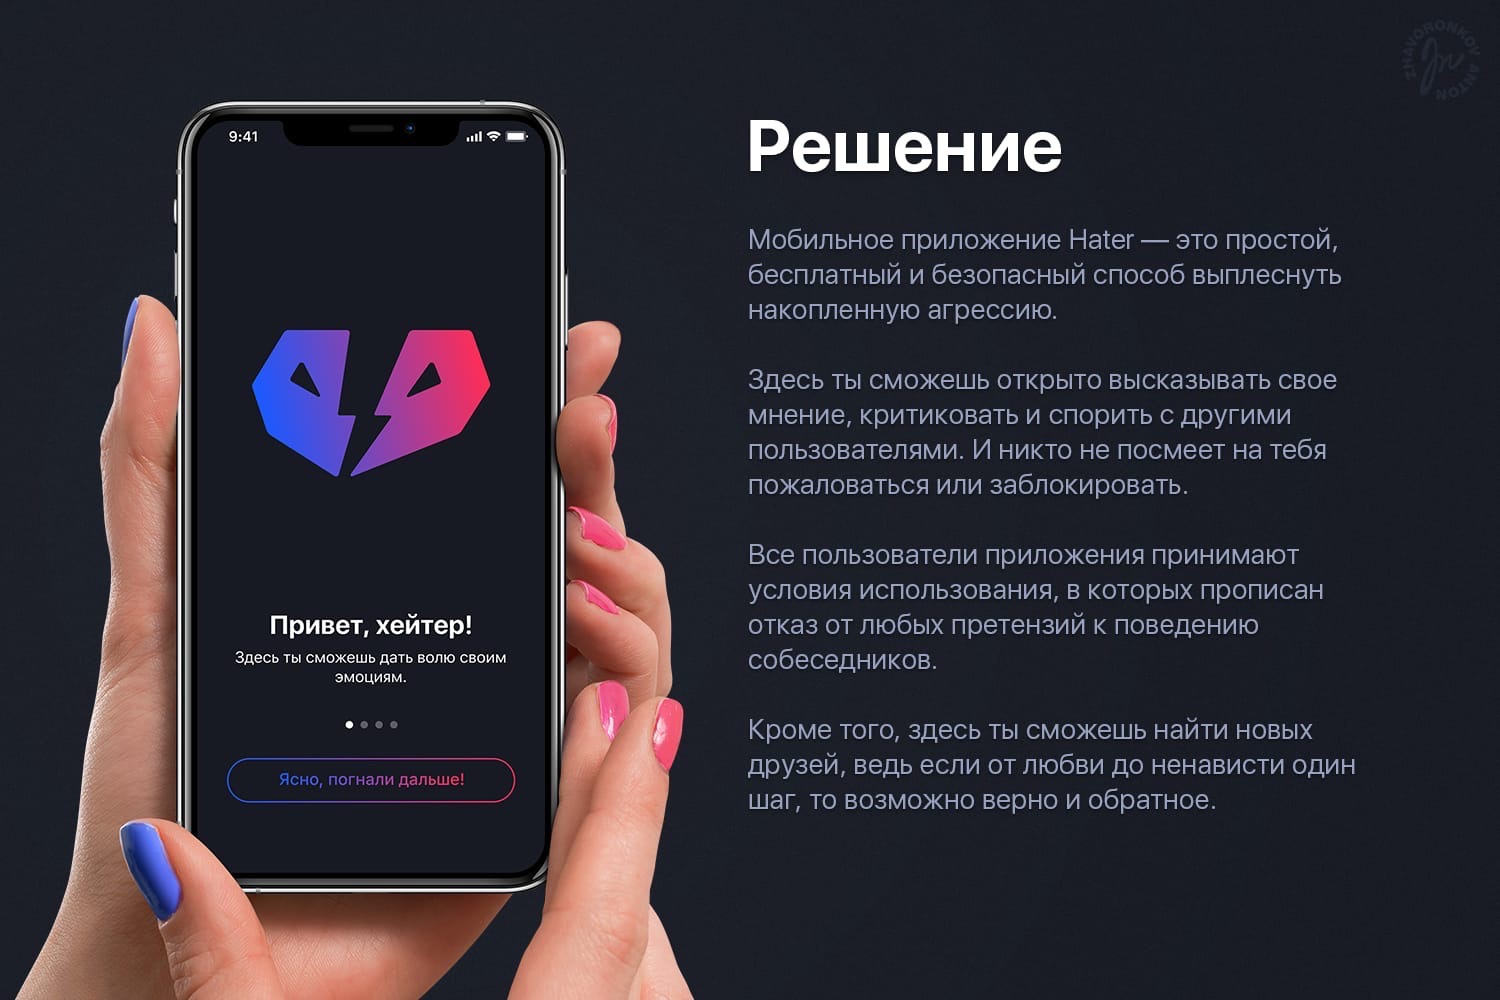 ZHAVORONKOV ANTON
9:41
Решение
Мобильное приложение Hater — это простой,
бесплатный и безопасный способ выплеснуть
накопленную агрессию.
Здесь ты сможешь открыто высказывать свое
мнение, критиковать и спорить с другими
пользователями. И никто не посмеет на тебя
пожаловаться или заблокировать.
Все пользователи приложения принимают
условия использования, в которых прописан
отказ от любых претензий к поведению
собеседников.
Кроме того, здесь ты сможешь найти новых
друзей, ведь если от любви до ненависти один
шаг, то возможно верно и обратное.
Привет, хейтер!
Здесь ты сможешь дать волю своим
эмоциям.
Ясно, погнали дальше!